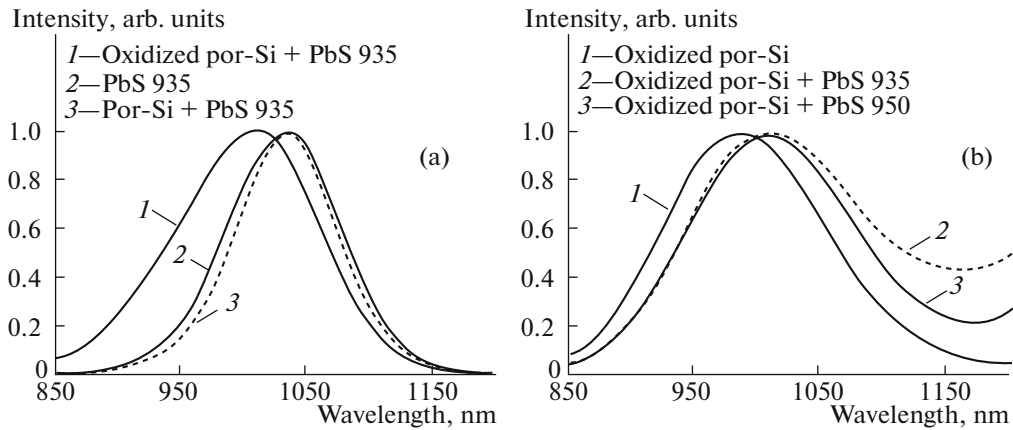 Intensity, arb. units
1—Oxidized por-Si + PbS 935
2—PbS 935
3—Por-Si + PbS 935
(a)
1.0
0.8
0.6
0.4
0.2
0
1
2
3
850
950
1050
1150
Wavelength, nm
Intensity, arb. units
1—Oxidized por-Si
2—Oxidized por-Si + PbS 935
3—Oxidized por-Si + PbS 950
(b)
1.0
0.8
0.6
0.4
0.2
0
1
2
3
850
950
1050
1150
Wavelength, nm